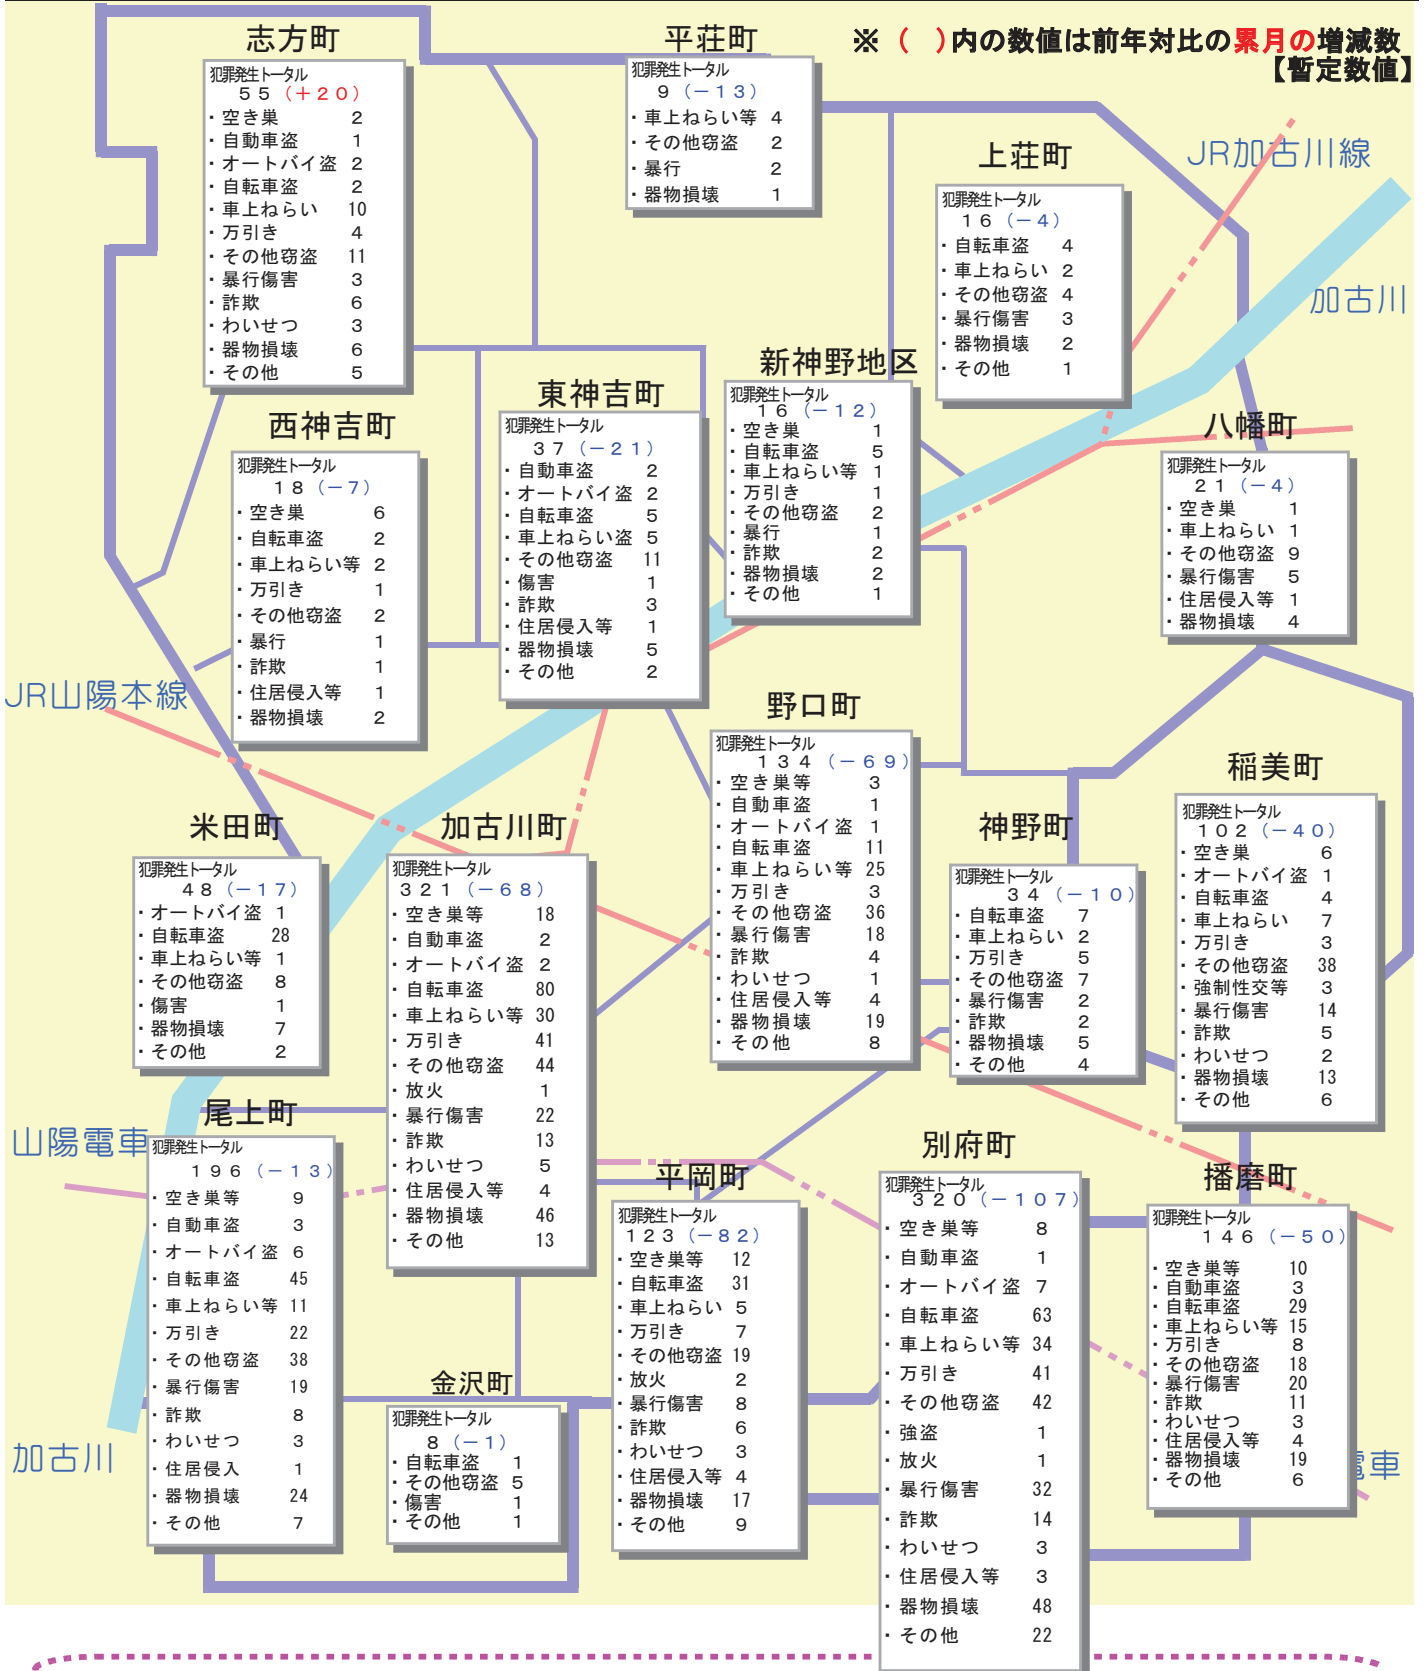 ※（　）内の数値は前年対比の累月の増減数
【暫定数値】
志方町
犯罪発生トータル
５５（＋２０）
・空き巣 2
・自動車盗 1
・オートバイ盗 2
・自転車盗 2
・車上ねらい 10
・万引き 4
・その他窃盗 11
・暴行傷害 3
・詐欺 6
・わいせつ 3
・器物損壊 6
・その他 5
平荘町
犯罪発生トータル
９（－１３）
・車上ねらい等 4
・その他窃盗 2
・暴行 2
・器物損壊 1
上荘町
犯罪発生トータル
１６（－４）
・自転車盗 4
・車上ねらい 2
・その他窃盗 4
・暴行傷害 3
・器物損壊 2
・その他 1
JR加古川線
加古川
西神吉町
犯罪発生トータル
１８（－７）
・空き巣 6
・自転車盗 2
・車上ねらい等 2
・万引き 1
・その他窃盗 2
・暴行 1
・詐欺 1
・住居侵入等 1
・器物損壊 2
東神吉町
犯罪発生トータル
３７（－２１）
・自動車盗 2
・オートバイ盗 2
・自転車盗 5
・車上ねらい盗 5
・その他窃盗 11
・傷害 1
・詐欺 3
・住居侵入等 1
・器物損壊 5
・その他 2
新神野地区
犯罪発生トータル
１６（－１２）
・空き巣 1
・自転車盗 5
・車上ねらい等 1
・万引き 1
・その他窃盗 2
・暴行 1
・詐欺 2
・器物損壊 2
・その他 1
八幡町
犯罪発生トータル
２１（－４）
・空き巣 1
・車上ねらい 1
・その他窃盗 9
・暴行傷害 5
・住居侵入等 1
・器物損壊 4
JR山陽本線
米田町
犯罪発生トータル
４８（－１７）
・オートバイ盗 1
・自転車盗 28
・車上ねらい等 1
・その他窃盗 8
・傷害 1
・器物損壊 7
・その他 2
加古川町
犯罪発生トータル
３２１（－６８）
・空き巣等 18
・自動車盗 2
・オートバイ盗 2
・自転車盗 80
・車上ねらい等 30
・万引き 41
・その他窃盗 44
・放火 1
・暴行傷害 22
・詐欺 13
・わいせつ 5
・住居侵入等 4
・器物損壊 46
・その他 13
野口町
犯罪発生トータル
１３４（－６９）
・空き巣等 3
・自動車盗 1
・オートバイ盗 1
・自転車盗 11
・車上ねらい等 25
・万引き 3
・その他窃盗 36
・暴行傷害 18
・詐欺 4
・わいせつ 1
・住居侵入等 4
・器物損壊 19
・その他 8
神野町
犯罪発生トータル
３４（－１０）
・自転車盗 7
・車上ねらい 2
・万引き 5
・その他窃盗 7
・暴行傷害 2
・詐欺 2
・器物損壊 5
・その他 4
稲美町
犯罪発生トータル
１０２（－４０）
・空き巣 6
・オートバイ盗 1
・自転車盗 4
・車上ねらい 7
・万引き 3
・その他窃盗 38
・強制性交等 3
・暴行傷害 14
・詐欺 5
・わいせつ 2
・器物損壊 13
・その他 6
山陽電車
尾上町
犯罪発生トータル
１９６（－１３）
・空き巣等 9
・自動車盗 3
・オートバイ盗 6
・自転車盗 45
・車上ねらい等 11
・万引き 22
・その他窃盗 38
・暴行傷害 19
・詐欺 8
・わいせつ 3
・住居侵入 1
・器物損壊 24
・その他 7
加古川
金沢町
犯罪発生トータル
８（－１）
・自転車盗 1
・その他窃盗 5
・傷害 1
・その他 1
平岡町
犯罪発生トータル
１２３（－８２）
・空き巣等 12
・自転車盗 31
・車上ねらい 5
・万引き 7
・その他窃盗 19
・放火 2
・暴行傷害 8
・詐欺 6
・わいせつ 3
・住居侵入等 4
・器物損壊 17
・その他 9
別府町
犯罪発生トータル
３２０（－１０７）
・空き巣等 8
・自動車盗 1
・オートバイ盗 7
・自転車盗 63
・車上ねらい等 34
・万引き 41
・その他窃盗 42
・強盗 1
・放火 1
・暴行傷害 32
・詐欺 14
・わいせつ 3
・住居侵入等 3
・器物損壊 48
・その他 22
播磨町
犯罪発生トータル
１４６（－５０）
・空き巣等 10
・自動車盗 3
・自転車盗 29
・車上ねらい等 15
・万引き 8
・その他窃盗 18
・暴行傷害 20
・詐欺 11
・わいせつ 3
・住居侵入等 4
・器物損壊 19
・その他 6
電車